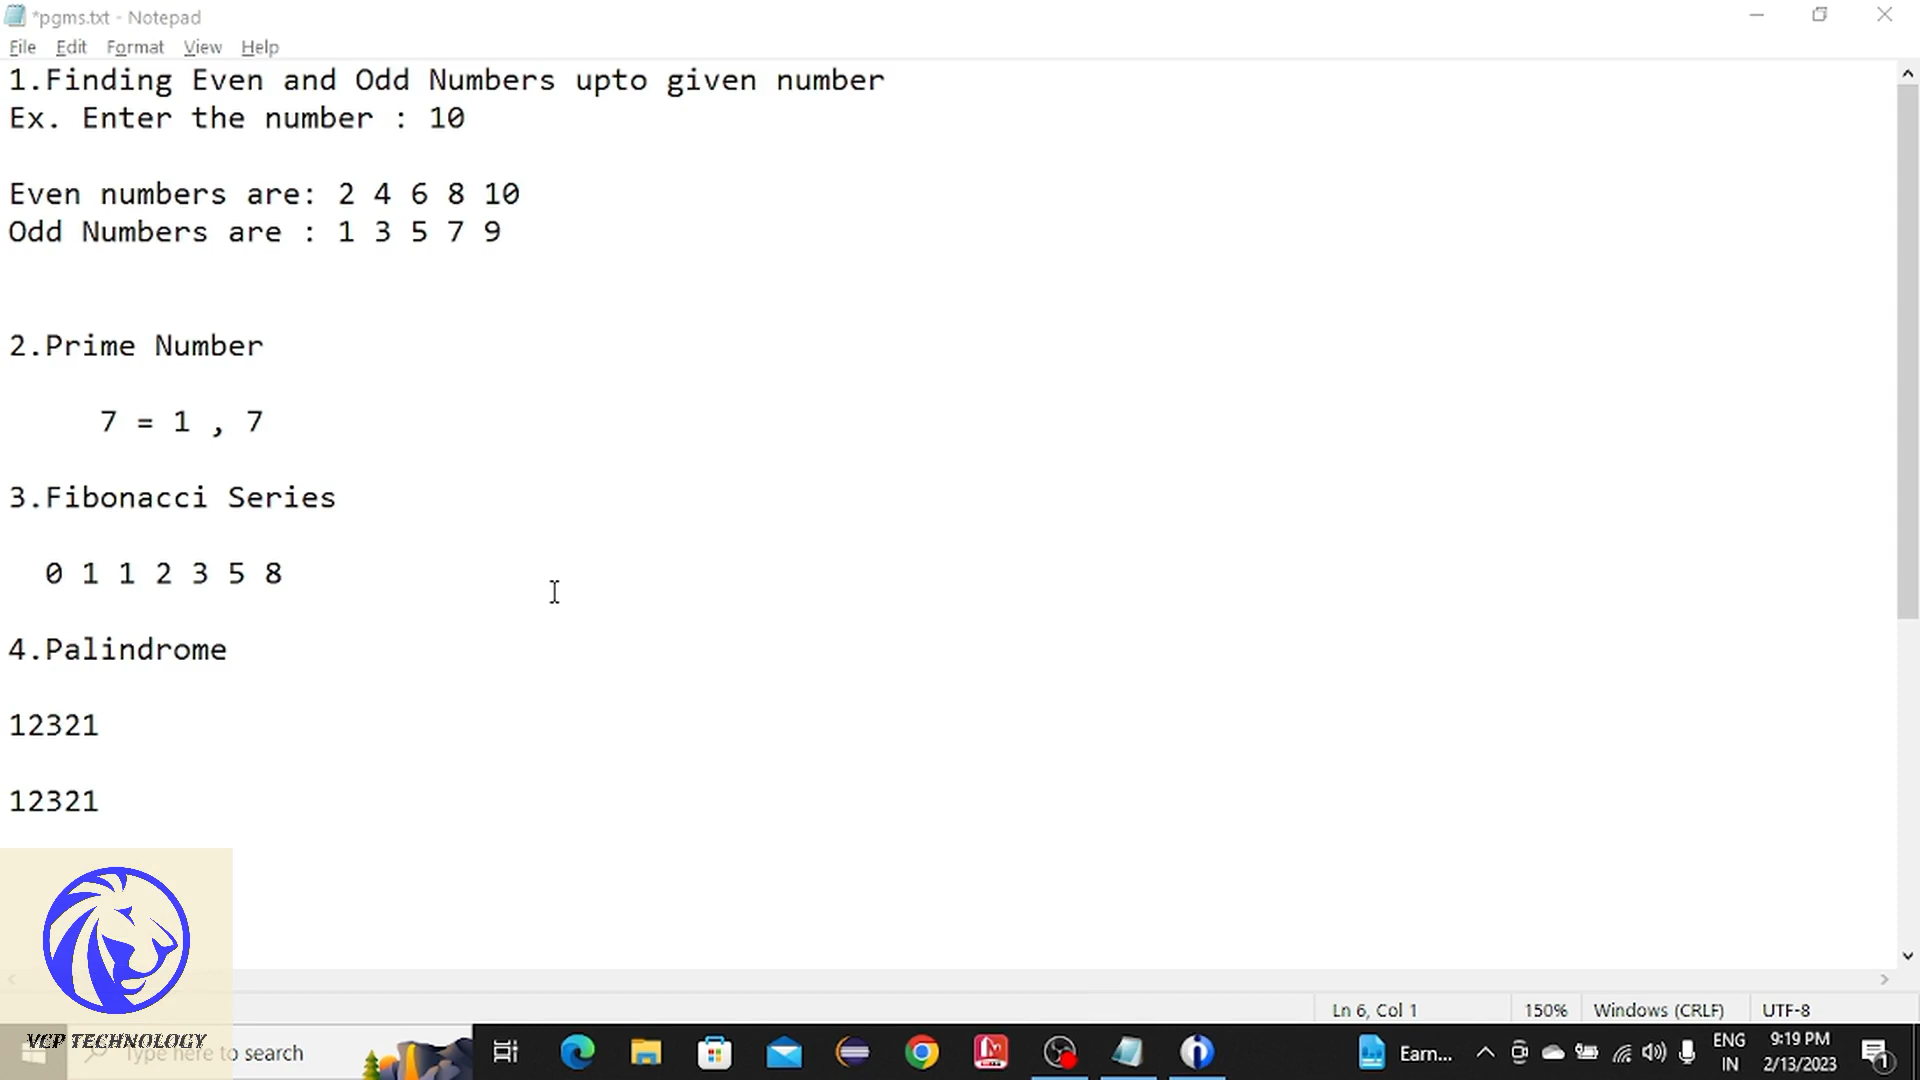 *pgms.txt - Notepad
File Edit Format View Help
1.Finding Even and Odd Numbers upto given number
Ex. Enter the number : 10
Even numbers are: 2 4 6 8 10
Odd Numbers are : 1 3 5 7 9
2.Prime Number
7 = 1 , 7
3.Fibonacci Series
0 1 1 2 3 5 8
4.Palindrome
12321
12321
VCP TECHNOLOGY
Ln 6, Col 1
150%
Windows (CRLF)
UTF-8
Type here to search
Earn...
ENG
IN
9:19 PM
2/13/2023
1